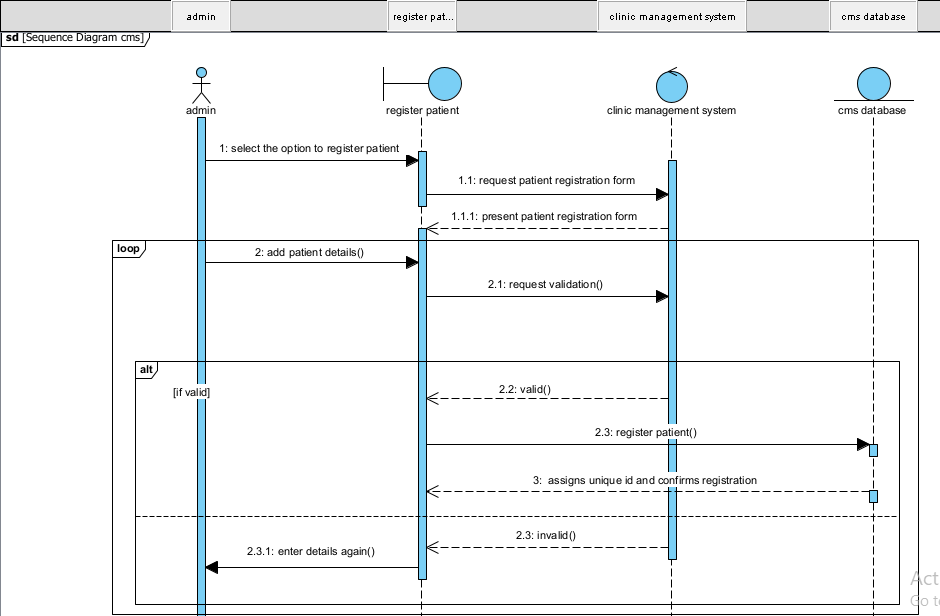 admin
register pat...
clinic management system
cms database
sd [Sequence Diagram cms]
admin
register patient
clinic management system
cms database
1: select the option to register patient
1.1: request patient registration form
1.1.1: present patient registration form
loop
2: add patient details()
2.1: request validation()
alt
[if valid]
2.2: valid()
2.3: register patient()
3:  assigns unique id and confirms registration
2.3: invalid()
2.3.1: enter details again()
Act
Go to